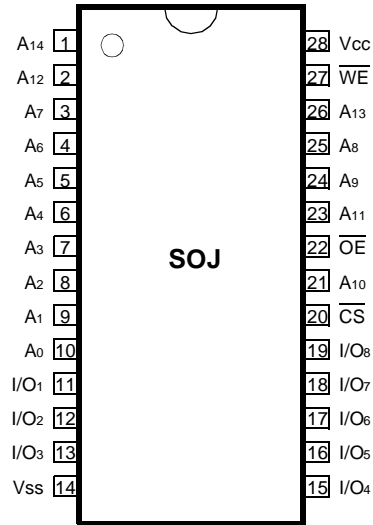 A14 1 28 Vcc
A12 2 27 WE
A7 3 26 A13
A6 4 25 A8
A5 5 24 A9
A4 6 23 A11
A3 7 22 OE
SOJ
A2 8 21 A10
A1 9 20 CS
A0 10 19 I/O8
I/O1 11 18 I/O7
I/O2 12 17 I/O6
I/O3 13 16 I/O5
Vss 14 15 I/O4